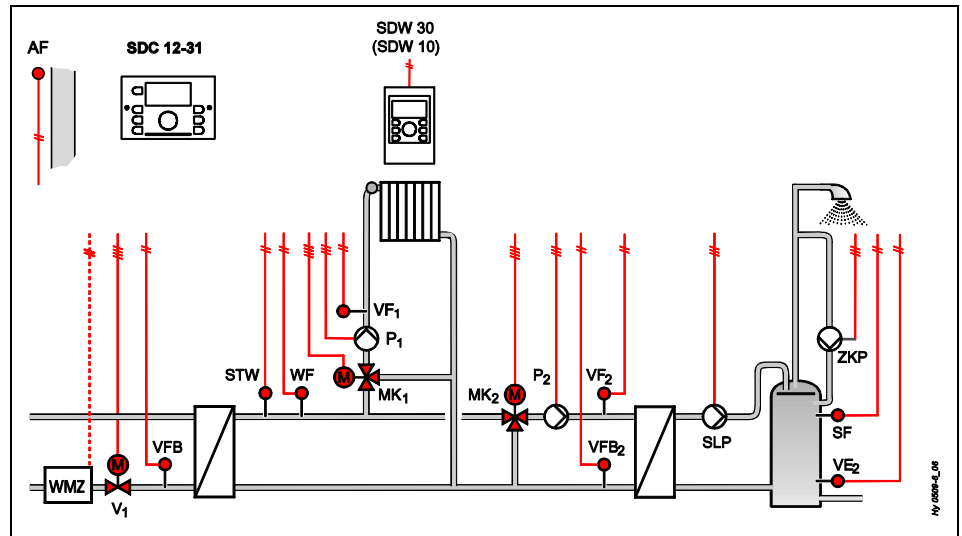 AF
SDC 12-31
SDW 30
(SDW 10)
VF1
P1
STW
WF
M
MK1
MK2
M
P2
VF2
ZKP
SLP
SF
VFB
M
VFB2
VE2
WMZ
V1
Hy 0509-6_06